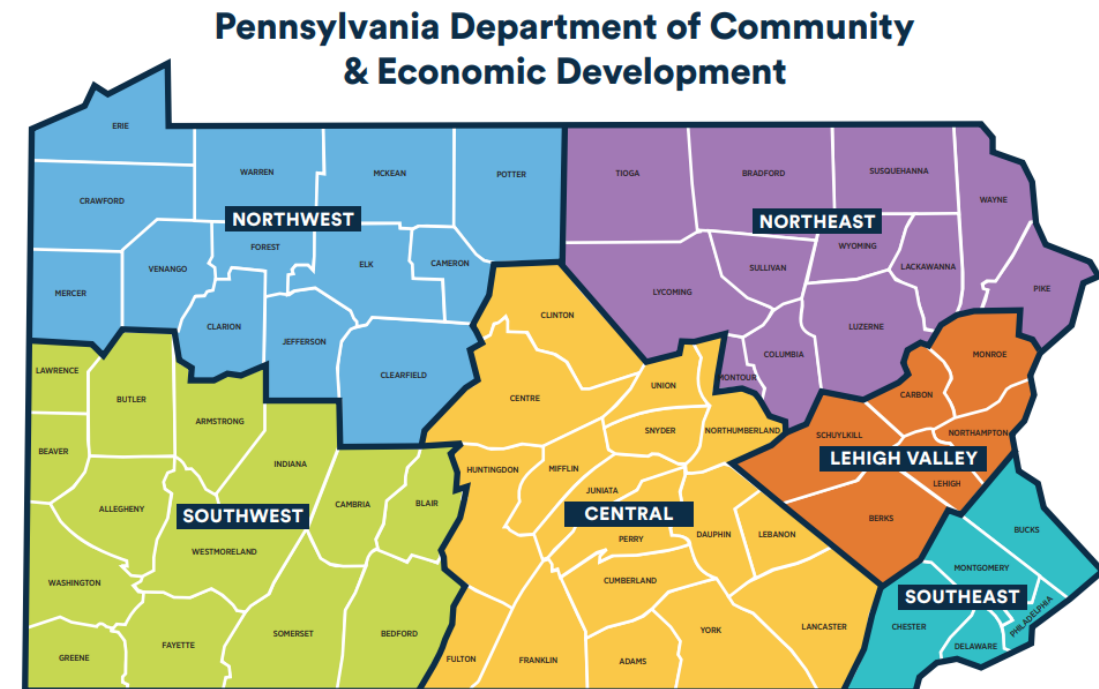 Pennsylvania Department of Community
& Economic Development
ERIE
WARREN
MCKEAN
POTTER
CRAWFORD
NORTHWEST
FOREST
VENANGO
ELK
CAMERON
MERCER
CLARION
JEFFERSON
CLEARFIELD
TIOGA
BRADFORD
SUSQUEHANNA
WAYNE
NORTHEAST
WYOMING
SULLIVAN
LACKAWANNA
LYCOMING
PIKE
LUZERNE
COLUMBIA
MONTOUR
LAWRENCE
BUTLER
ARMSTRONG
BEAVER
INDIANA
ALLEGHENY
SOUTHWEST
CAMBRIA
BLAIR
WESTMORELAND
WASHINGTON
FAYETTE
SOMERSET
BEDFORD
GREENE
CLINTON
CENTRE
UNION
SNYDER
NORTHUMBERLAND
HUNTINGDON
MIFFLIN
JUNIATA
CENTRAL
PERRY
DAUPHIN
LEBANON
CUMBERLAND
YORK
LANCASTER
FULTON
FRANKLIN
ADAMS
MONROE
CARBON
SCHUYLKILL
NORTHAMPTON
LEHIGH VALLEY
LEHIGH
BERKS
BUCKS
MONTGOMERY
SOUTHEAST
PHILADELPHIA
CHESTER
DELAWARE